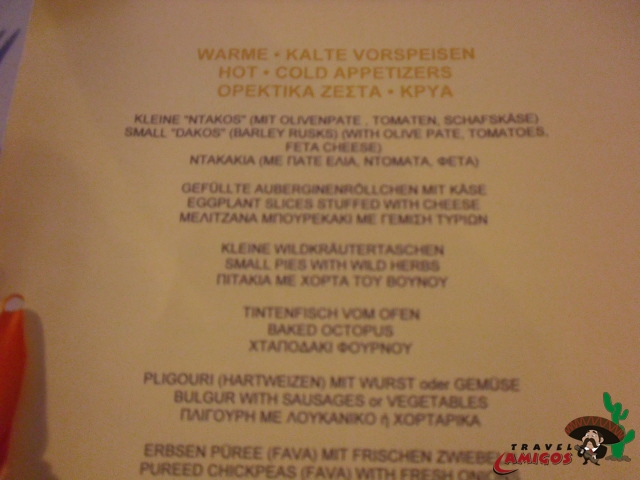 WARME • KALTE VORSPEISEN
HOT • COLD APPETIZERS
ΟΡΕΚΤΙΚΑ ΖΕΣΤΑ • ΚΡΥΑ
KLEINE "NTAKOS" (MIT OLIVENPATE , TOMATEN, SCHAFSKÄSE)
SMALL "DAKOS" (BARLEY RUSKS) (WITH OLIVE PATE, TOMATOES,
FETA CHEESE)
ΝΤΑΚΑΚΙΑ (ΜΕ ΠΑΤΕ ΕΛΙΑ, ΝΤΟΜΑΤΑ, ΦΕΤΑ)
GEFÜLLTE AUBERGINENRÖLLCHEN MIT KÄSE
EGGPLANT SLICES STUFFED WITH CHEESE
ΜΕΛΙΤΖΑΝΑ ΜΠΟΥΡΕΚΑΚΙ ΜΕ ΓΕΜΙΣΗ ΤΥΡΙΩΝ
KLEINE WILDKRÄUTERTASCHEN
SMALL PIES WITH WILD HERBS
ΠΙΤΑΚΙΑ ΜΕ ΧΟΡΤΑ ΤΟΥ ΒΟΥΝΟΥ
TINTENFISCH VOM OFEN
BAKED OCTOPUS
ΧΤΑΠΟΔΑΚΙ ΦΟΥΡΝΟΥ
PLIGOURI (HARTWEIZEN) MIT WURST oder GEMÜSE
BULGUR WITH SAUSAGES or VEGETABLES
ΠΛΙΓΟΥΡΗ ΜΕ ΛΟΥΚΑΝΙΚΟ ή ΧΟΡΤΑΡΙΚΑ
ERBSEN PÜREE (FAVA) MIT FRISCHEN ZWIEBE
PUREED CHICKPEAS (FAVA) WITH FRESH ONIO
TRAVEL
AMIGOS